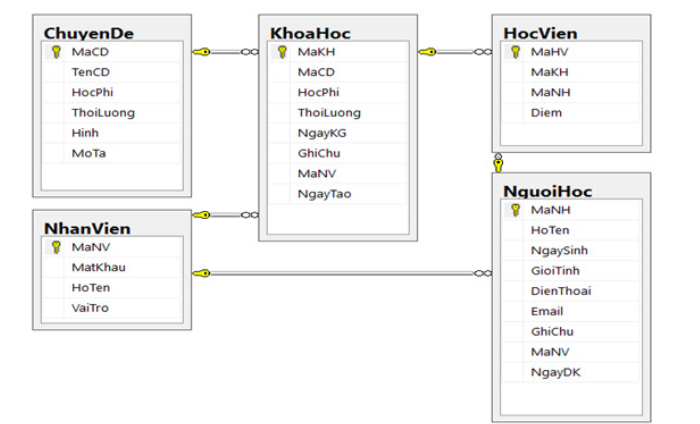 ChuyenDe
MaCD
TenCD
HocPhi
ThoiLuong
Hinh
MoTa
KhoaHoc
MaKH
MaCD
HocPhi
ThoiLuong
NgayKG
GhiChu
MaNV
NgayTao
HocVien
MaHV
MaKH
MaNH
Diem
NhanVien
MaNV
MatKhau
HoTen
VaiTro
NguoiHoc
MaNH
HoTen
NgaySinh
GioiTinh
DienThoai
Email
GhiChu
MaNV
NgayDK